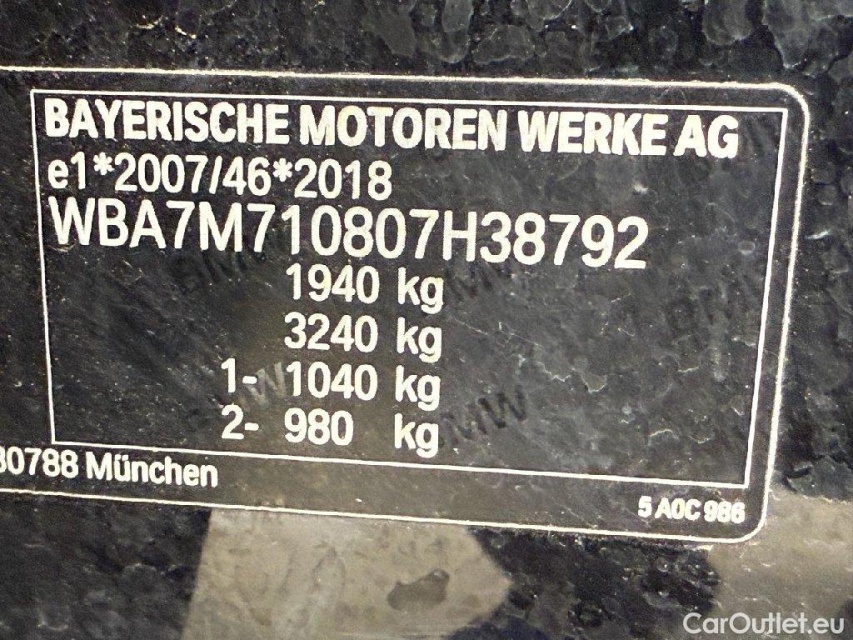 BAYERISCHE MOTOREN WERKE AG
e1*2007/46*2018
WBA7M710807H38792
1940 kg
3240 kg
1- 1040 kg
2- 980 kg
80788 München
5 A0C 986
CarOutlet.eu